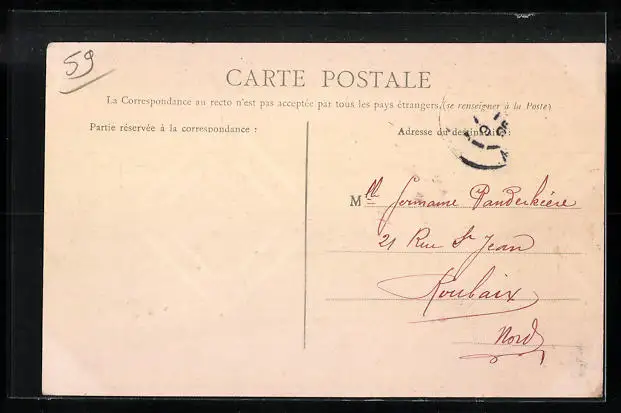 59
CARTE POSTALE
La Correspondance au recto n'est pas acceptée par tous les pays étrangers, (se renseigner à la Poste)
Partie réservée à la correspondance :
Adresse du destinataire :
Mlle Germaine Vanderkéere
21 Rue St Jean
Roubaix
Nord